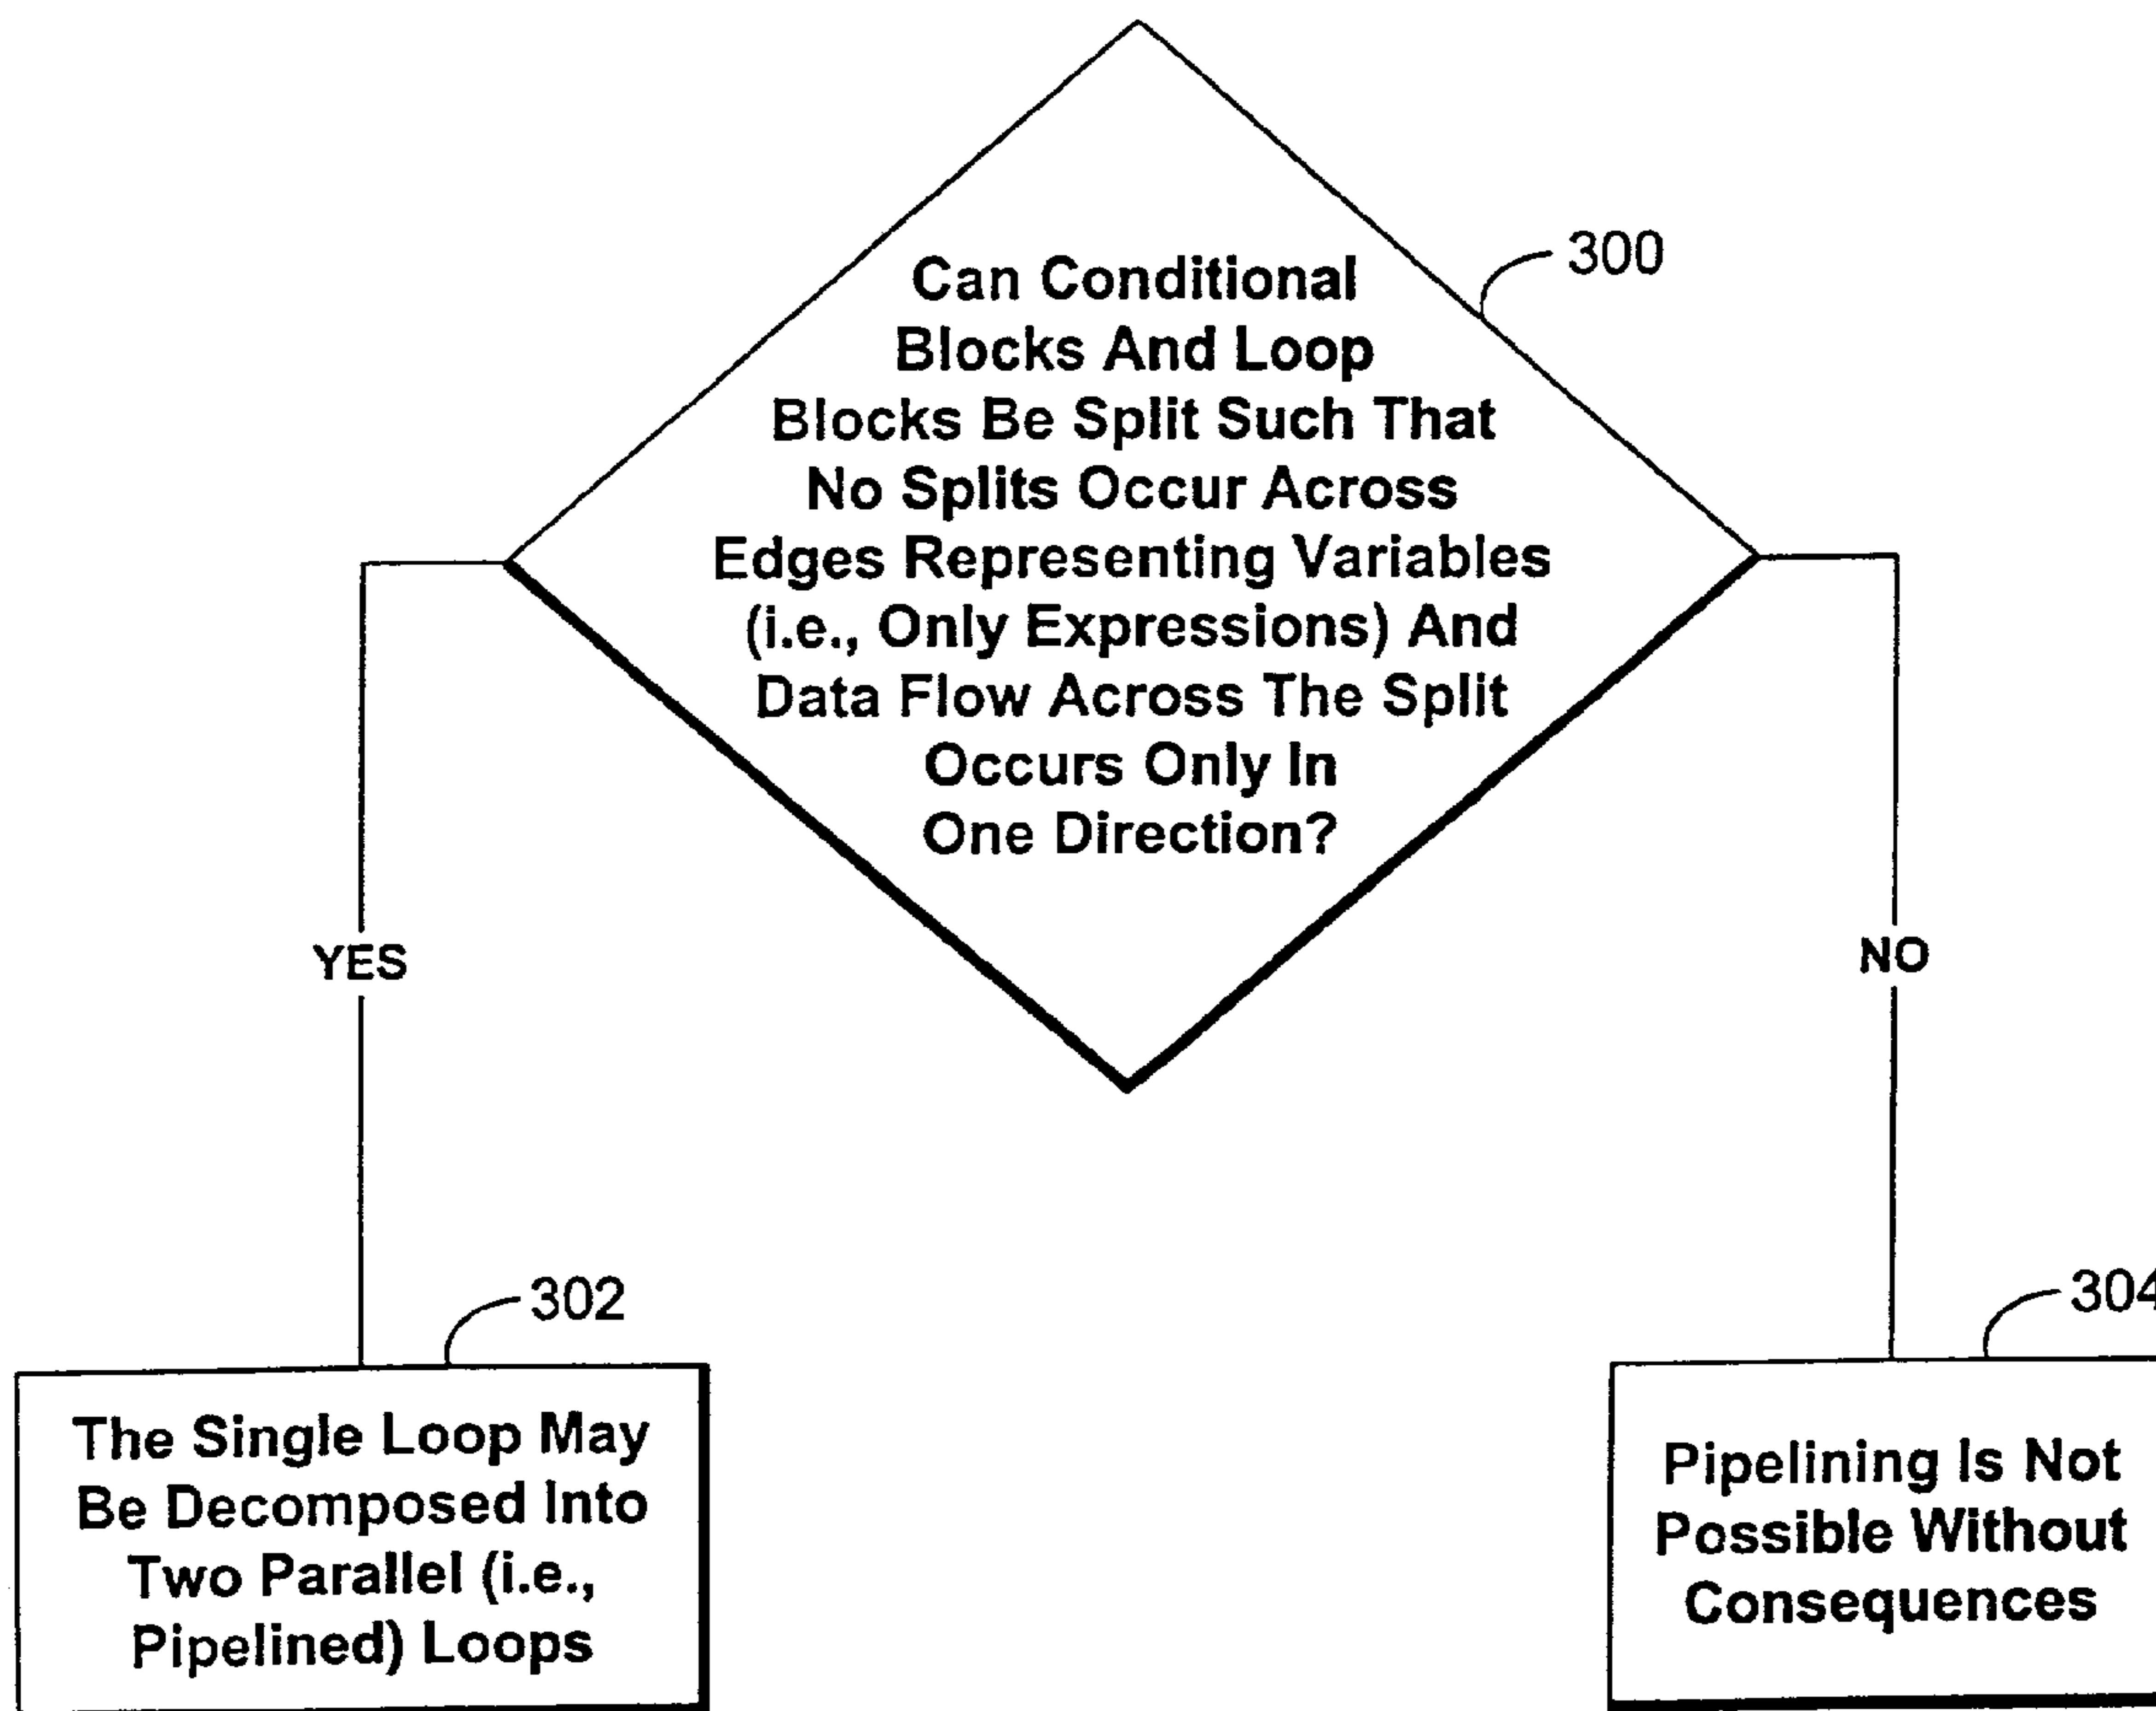 Can Conditional
Blocks And Loop
Blocks Be Split Such That
No Splits Occur Across
Edges Representing Variables
(i.e., Only Expressions) And
Data Flow Across The Split
Occurs Only In
One Direction?
300
YES
NO
302
304
The Single Loop May
Be Decomposed Into
Two Parallel (i.e.,
Pipelined) Loops
Pipelining Is Not
Possible Without
Consequences